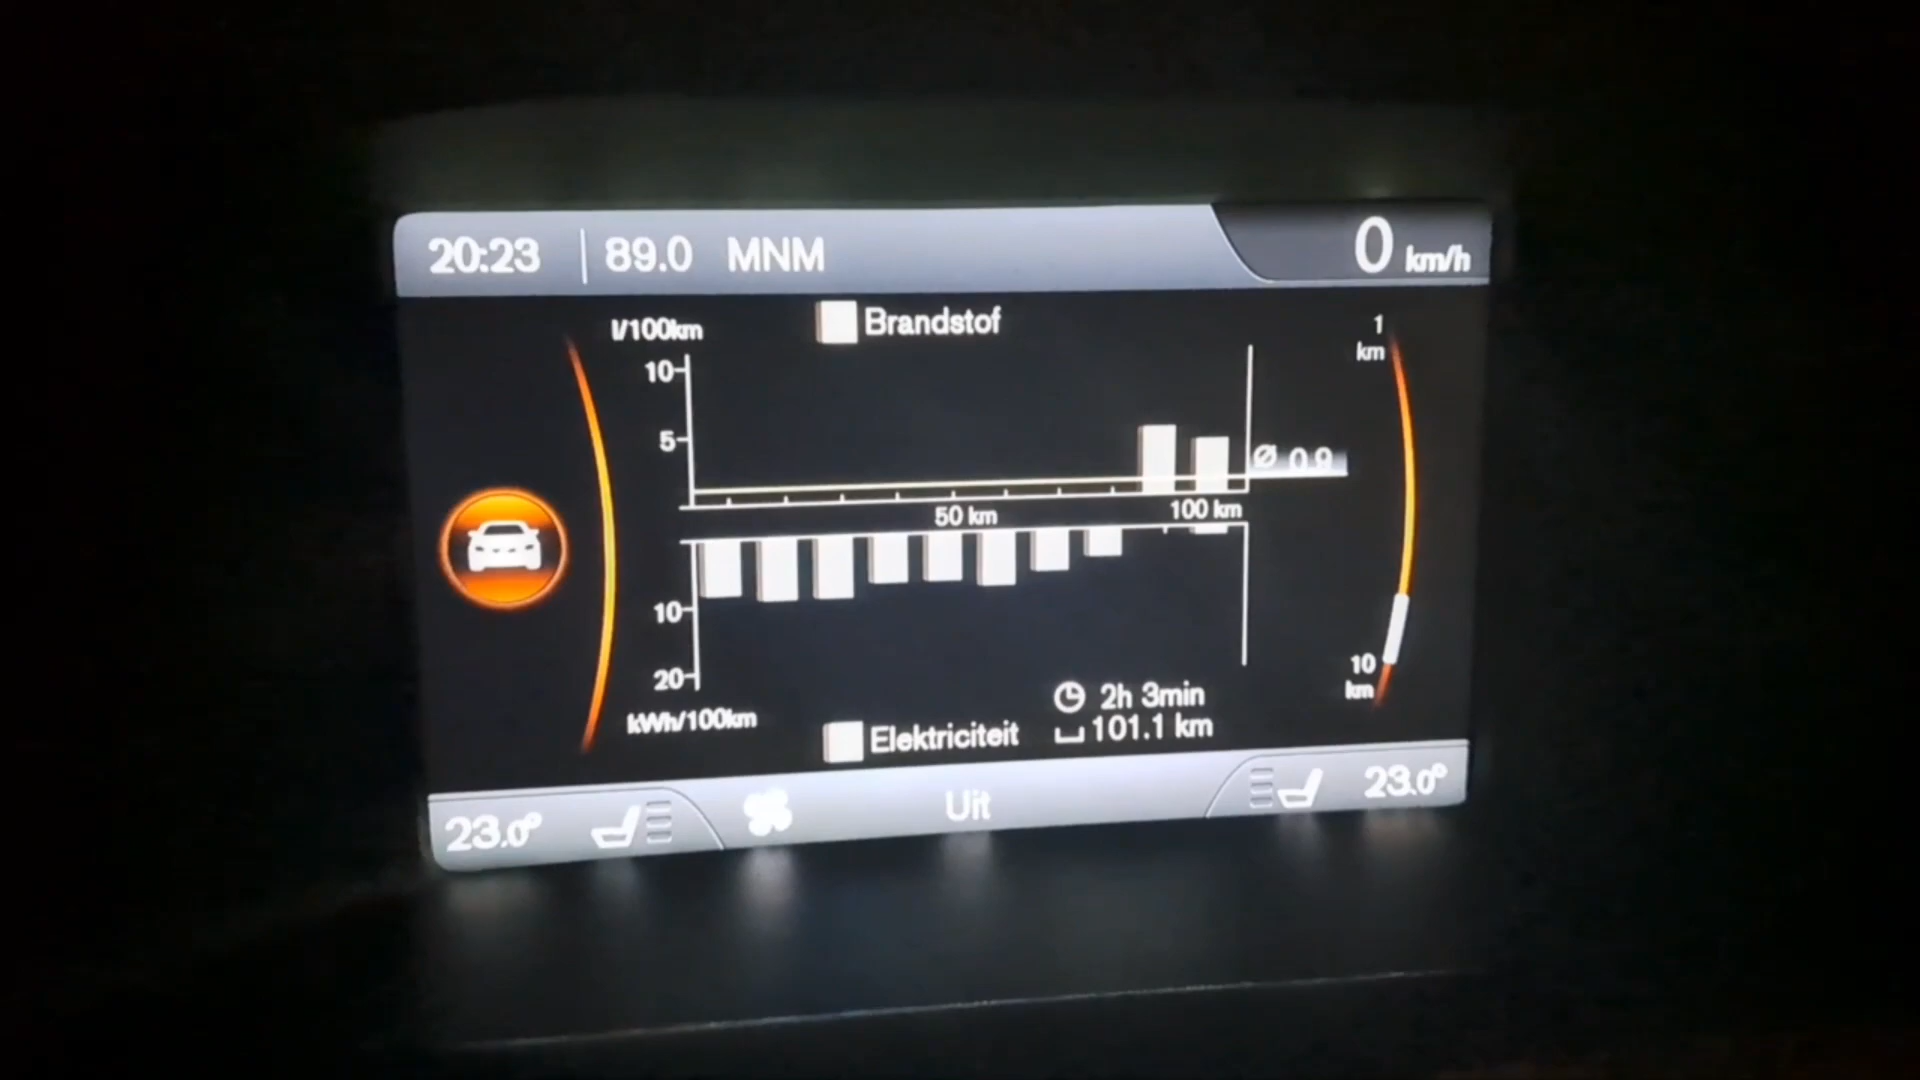 20:23 89.0 MNM 0 km/h
l/100km Brandstof 1
km
10
5
Ø 0.9
50 km 100 km
10
20
10
km
kWh/100km Elektriciteit 2h 3min
101.1 km
23.0° Uit 23.0°